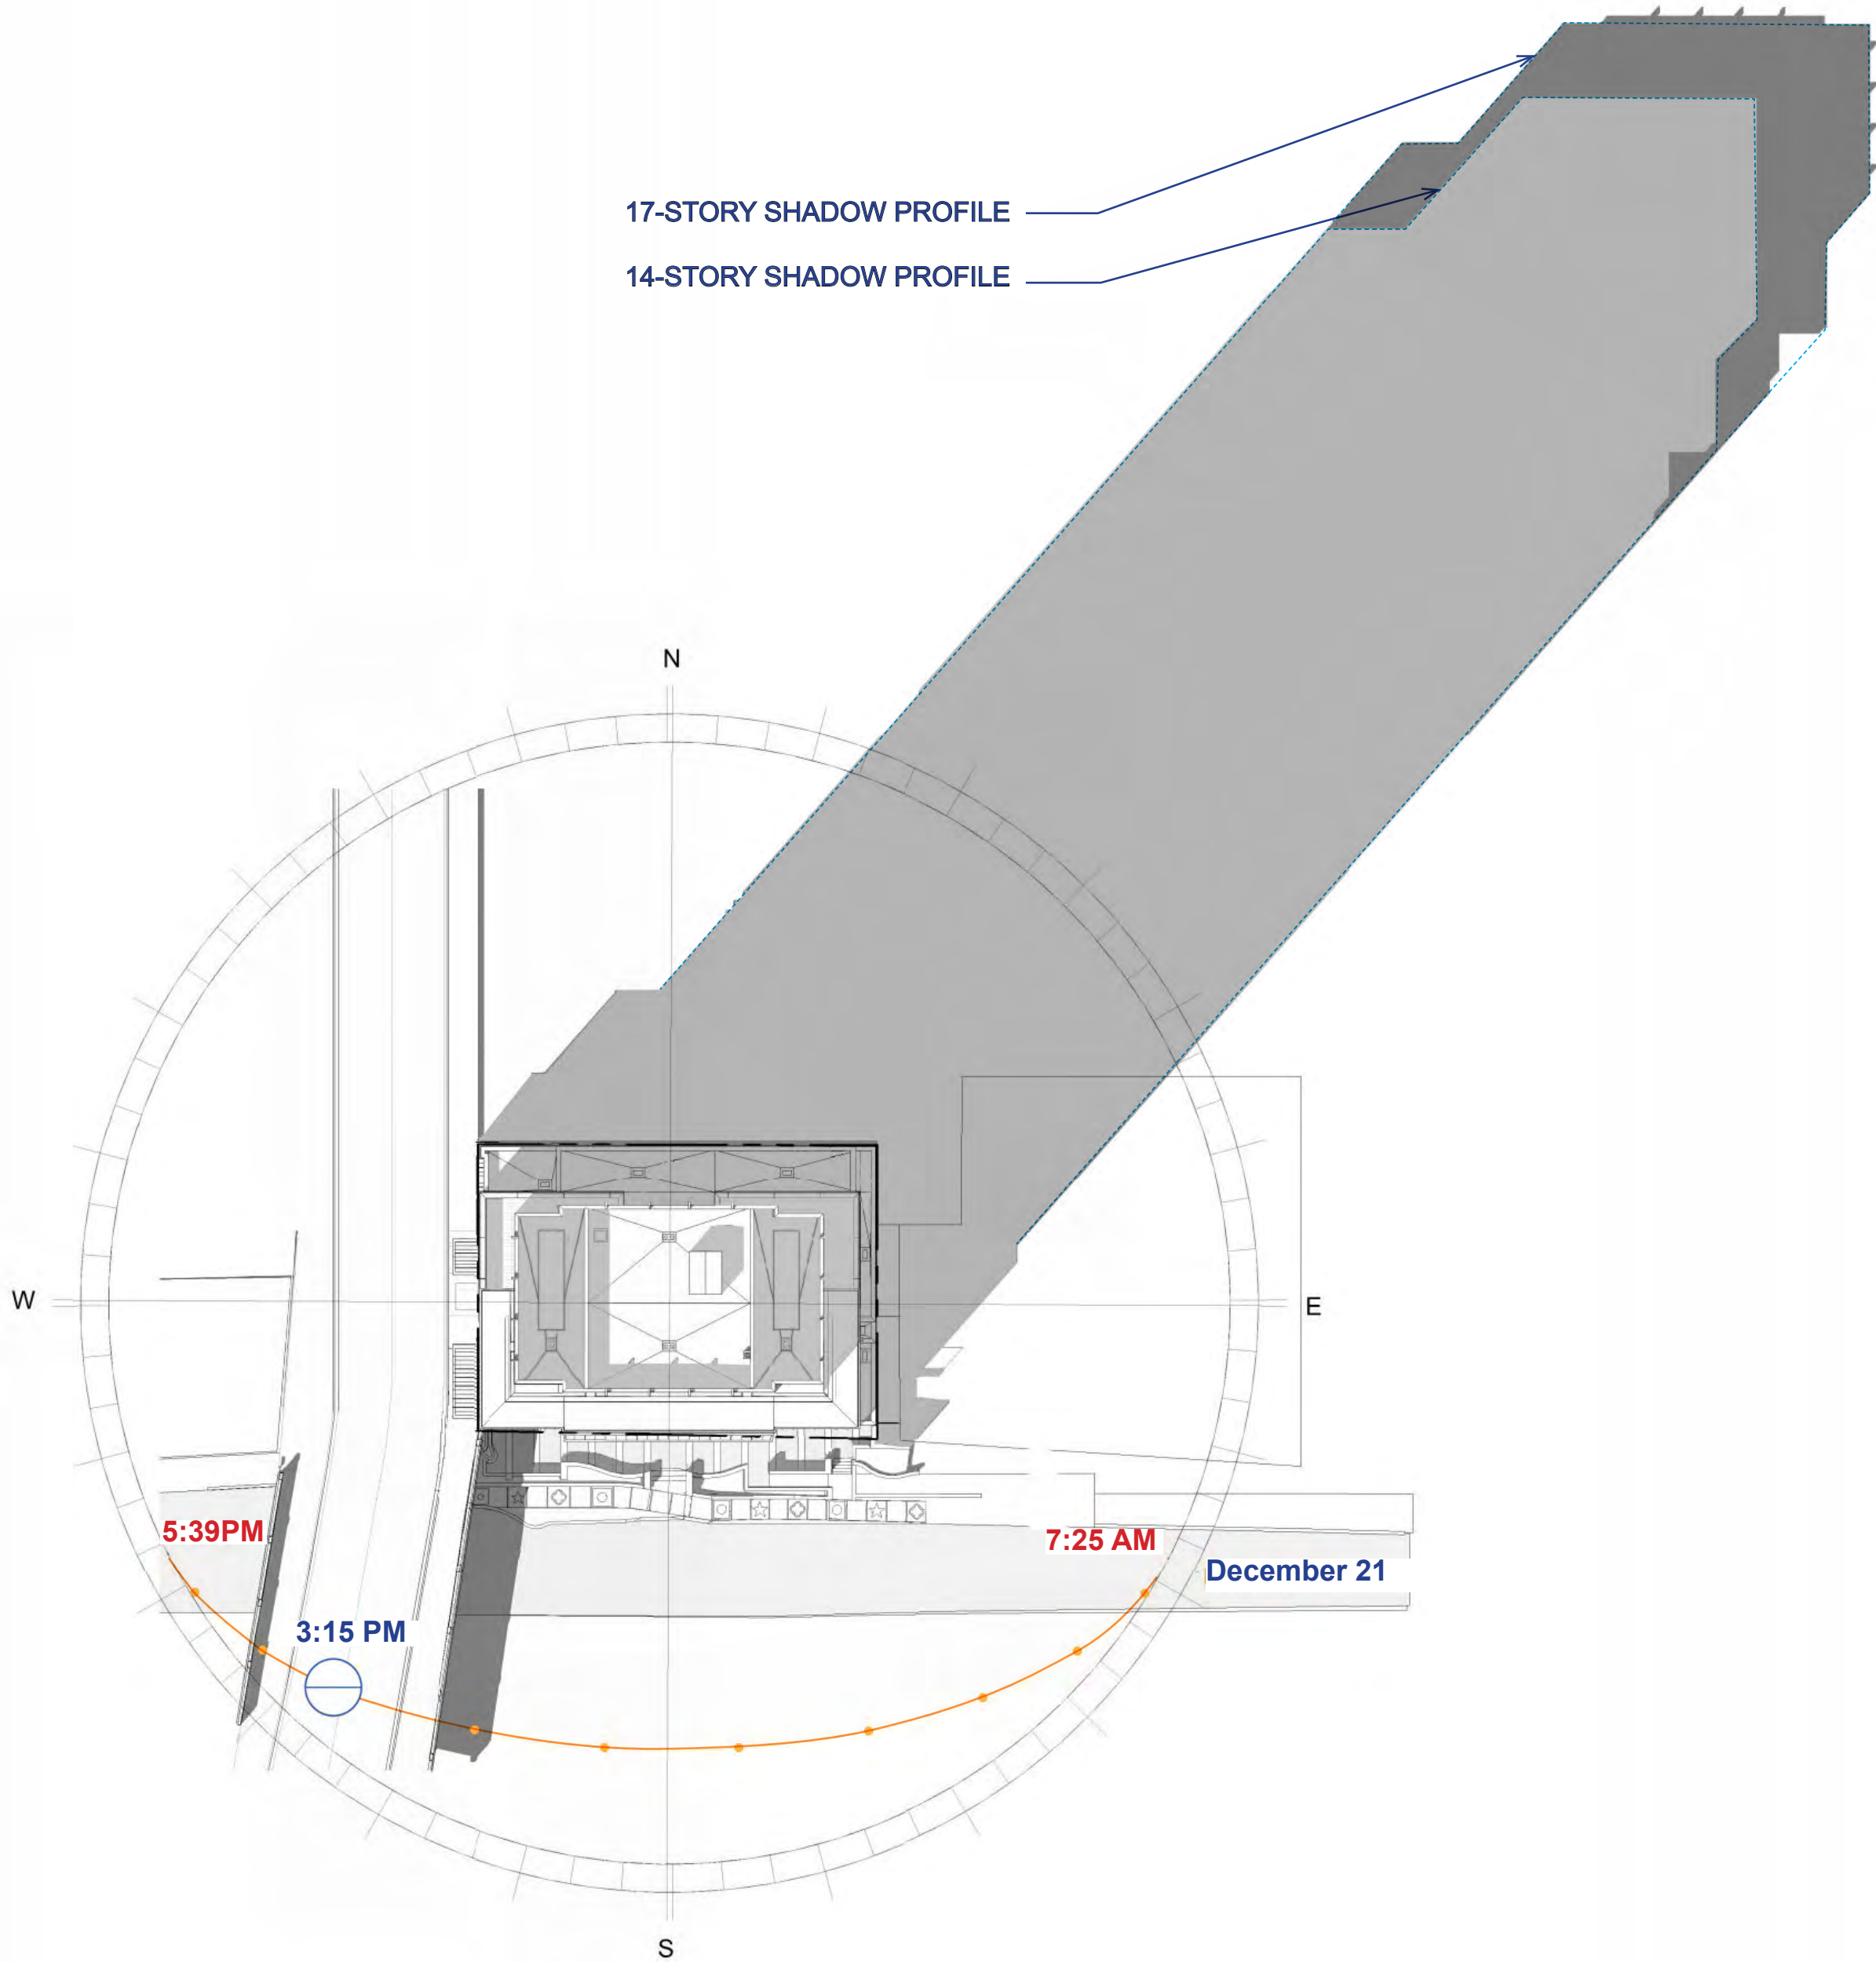 17-STORY SHADOW PROFILE
14-STORY SHADOW PROFILE
N
W
E
5:39PM
7:25 AM
December 21
3:15 PM
S